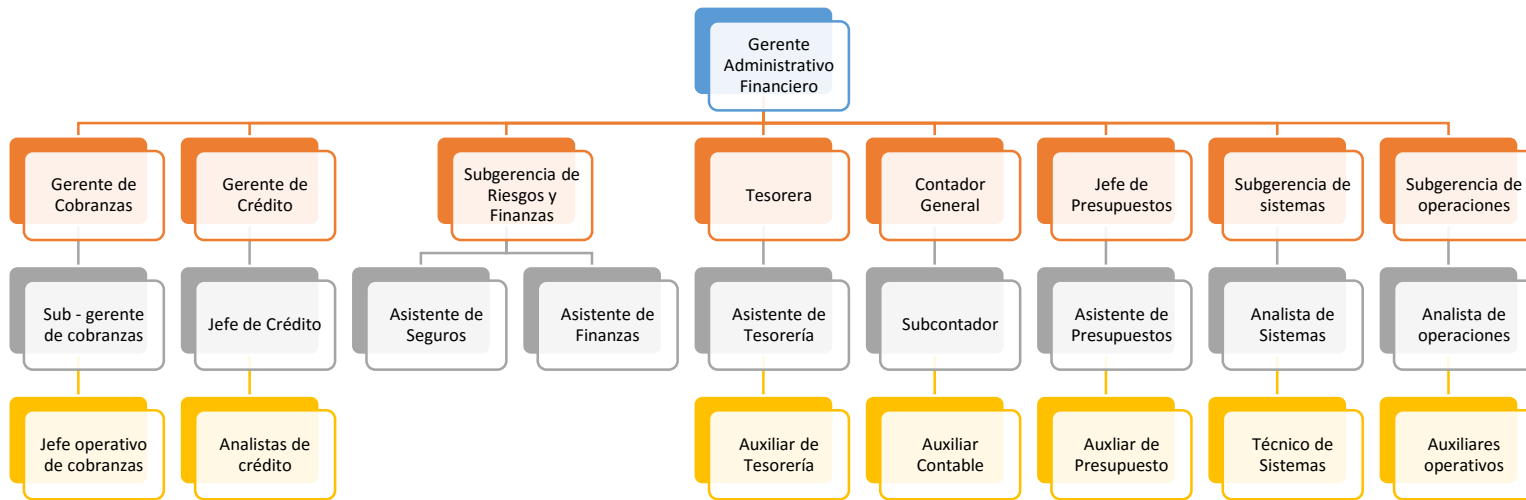 Gerente
Administrativo
Financiero
Gerente de
Cobranzas
Gerente de
Crédito
Subgerencia de
Riesgos y
Finanzas
Tesorera
Contador
General
Jefe de
Presupuestos
Subgerencia de
sistemas
Subgerencia de
operaciones
Sub - gerente
de cobranzas
Jefe de Crédito
Asistente de
Seguros
Asistente de
Finanzas
Asistente de
Tesorería
Subcontador
Asistente de
Presupuestos
Analista de
Sistemas
Analista de
operaciones
Jefe operativo
de cobranzas
Analistas de
crédito
Auxiliar de
Tesorería
Auxiliar
Contable
Auxliar de
Presupuesto
Técnico de
Sistemas
Auxiliares
operativos